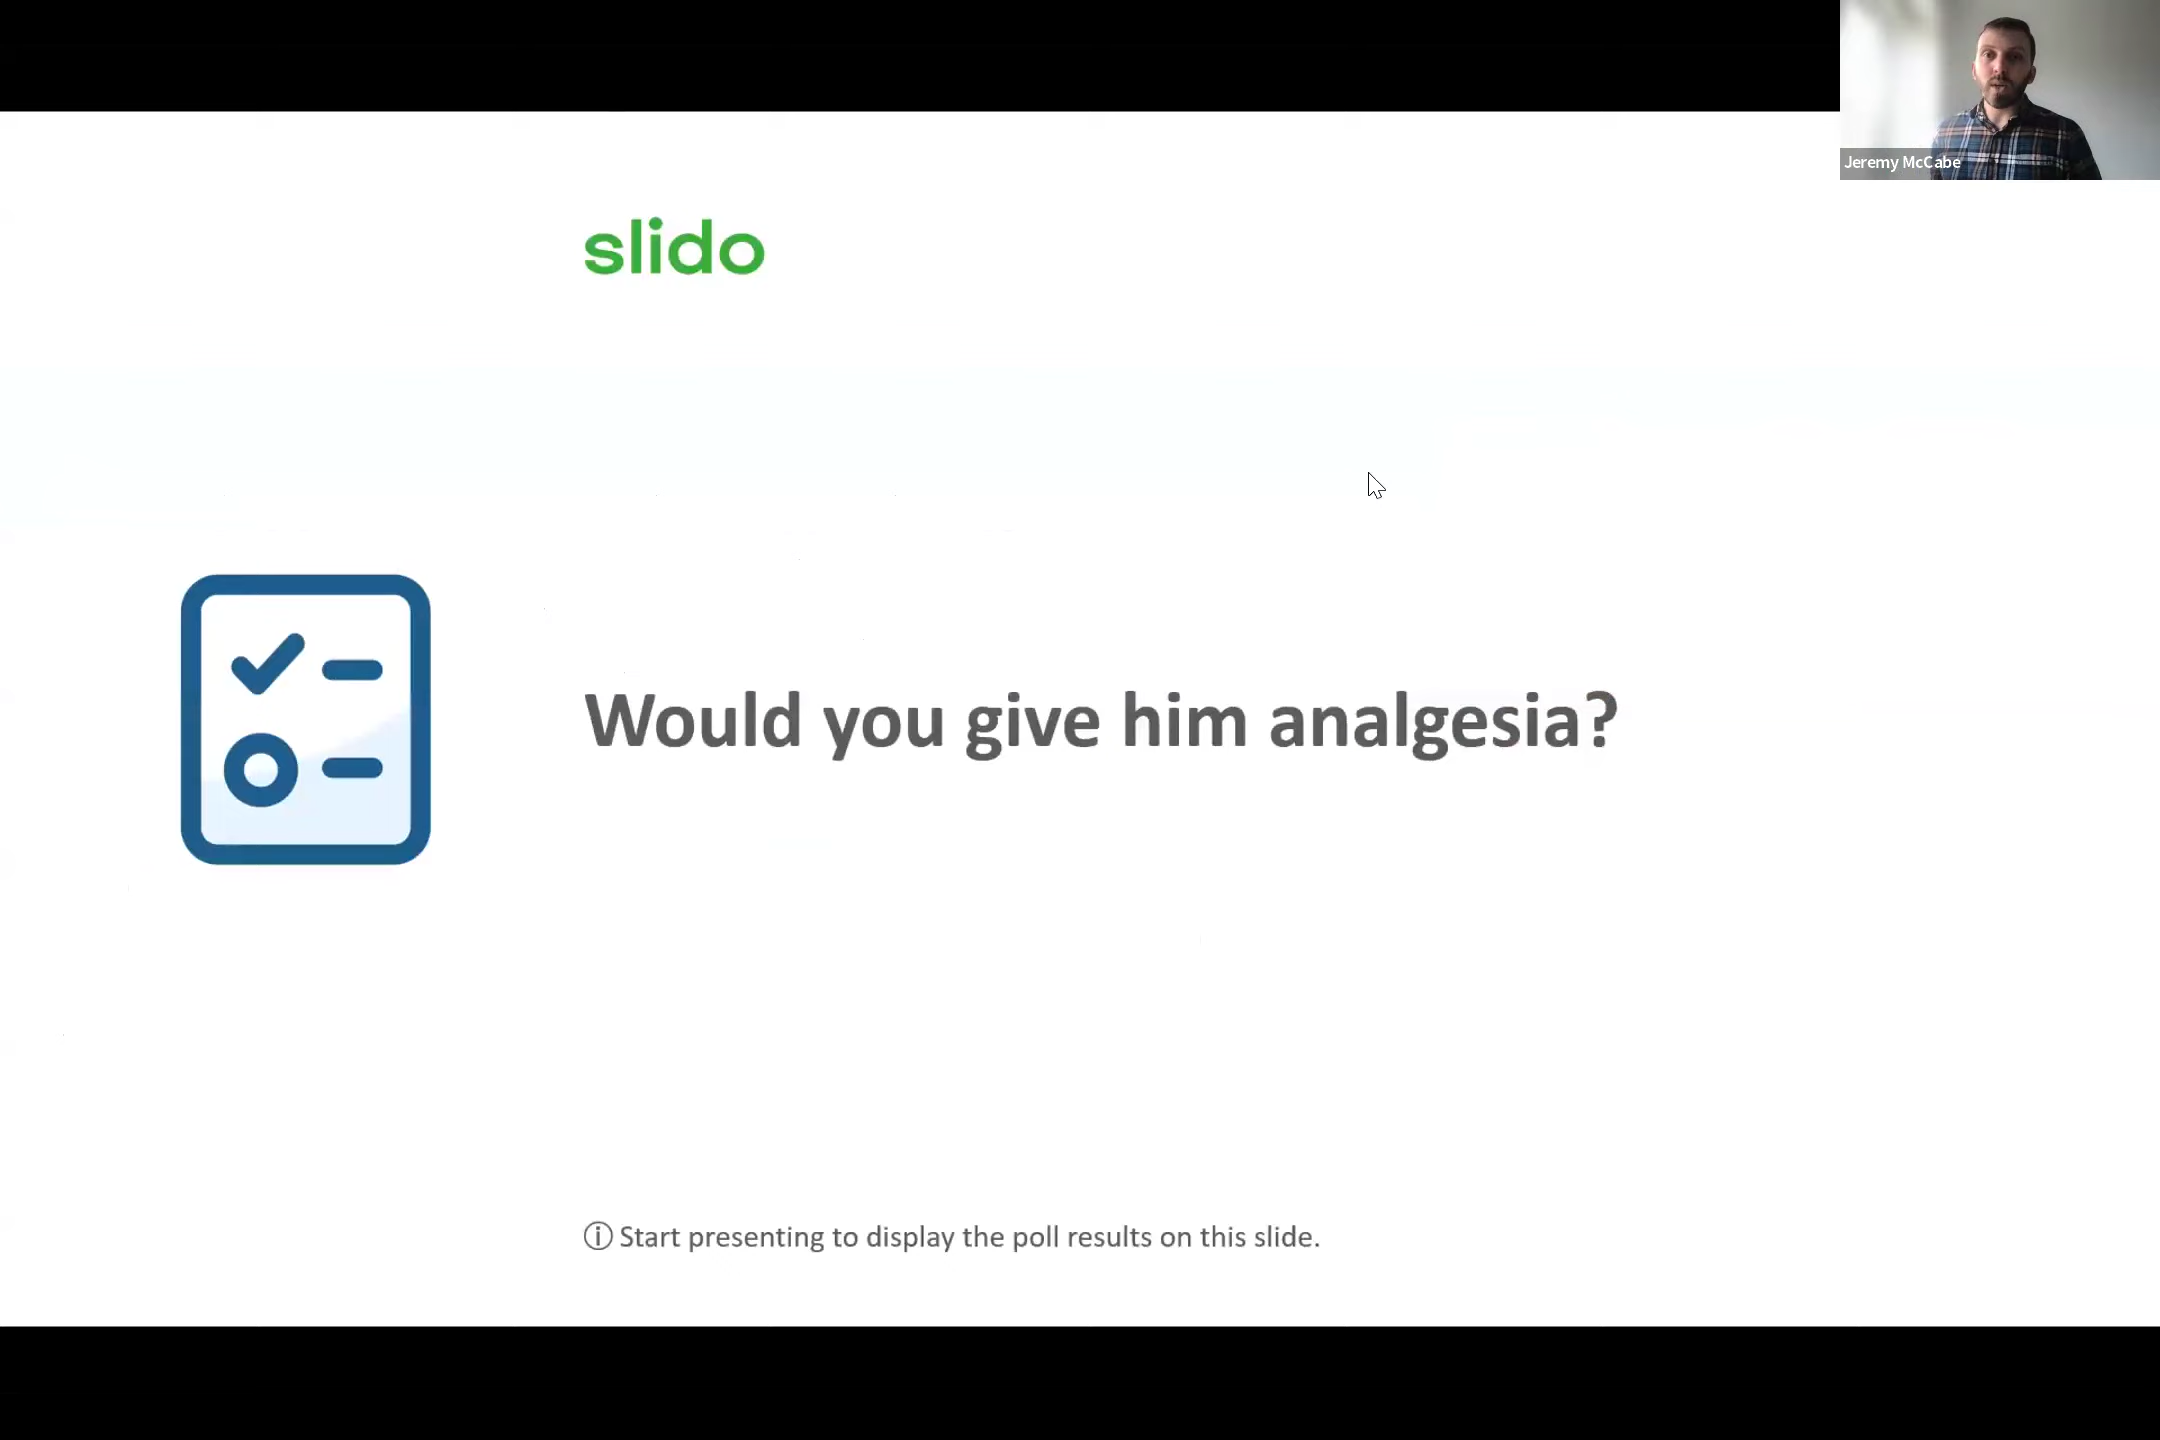 Jeremy McCabe
slido
Would you give him analgesia?
ⓘ Start presenting to display the poll results on this slide.